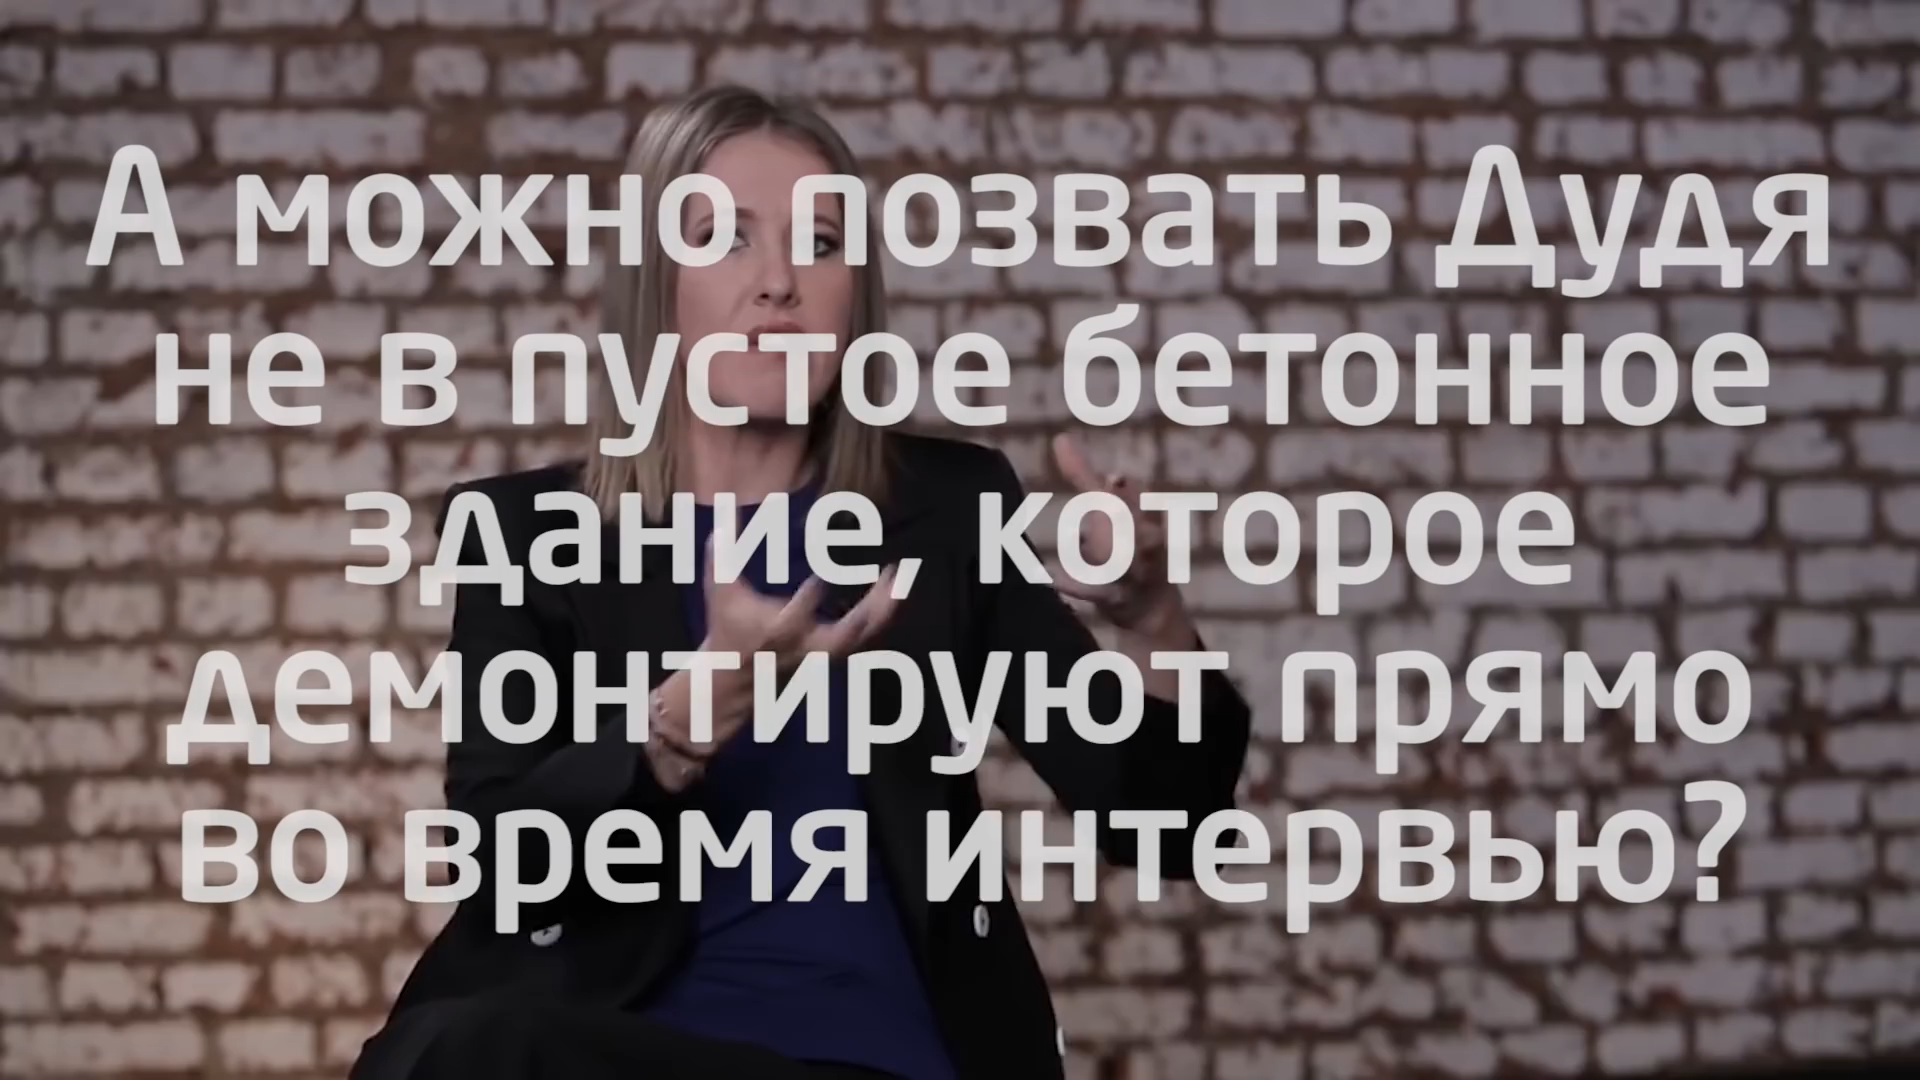 А можно позвать Дудя
не в пустое бетонное
здание, которое
демонтируют прямо
во время интервью?